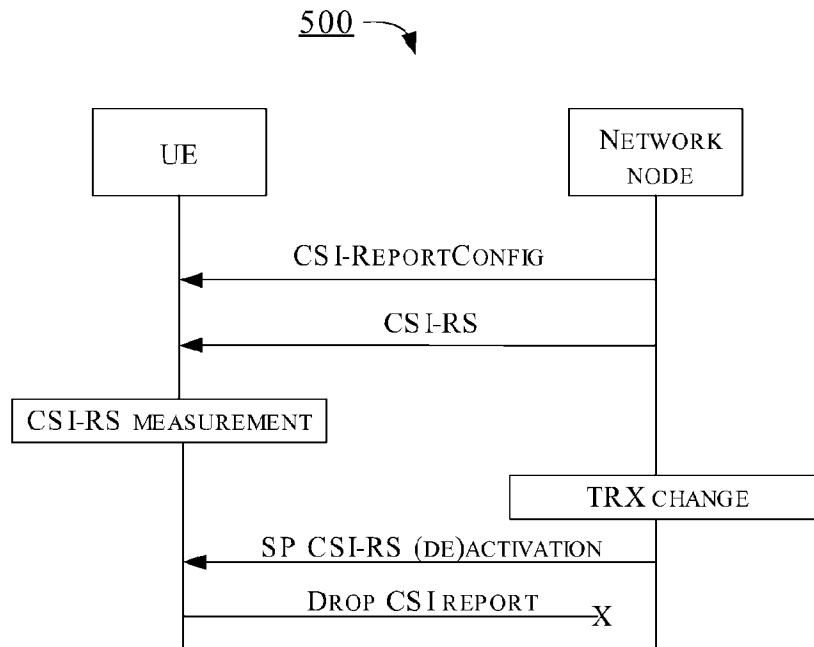 500
UE
NETWORK
NODE
CSI-REPORTCONFIG
CSI-RS
CSI-RS MEASUREMENT
TRX CHANGE
SP CSI-RS (DE)ACTIVATION
DROP CSI REPORT
X